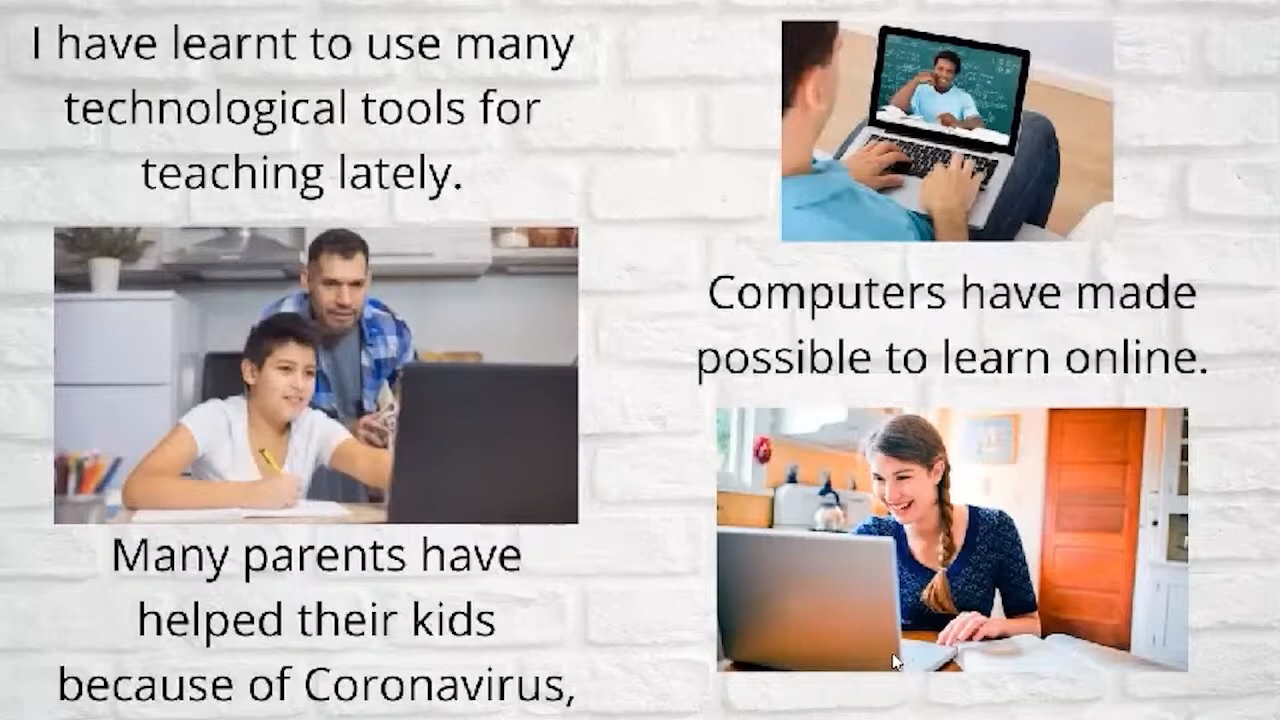 I have learnt to use many
technological tools for
teaching lately.
Many parents have
helped their kids
because of Coronavirus,
Computers have made
possible to learn online.